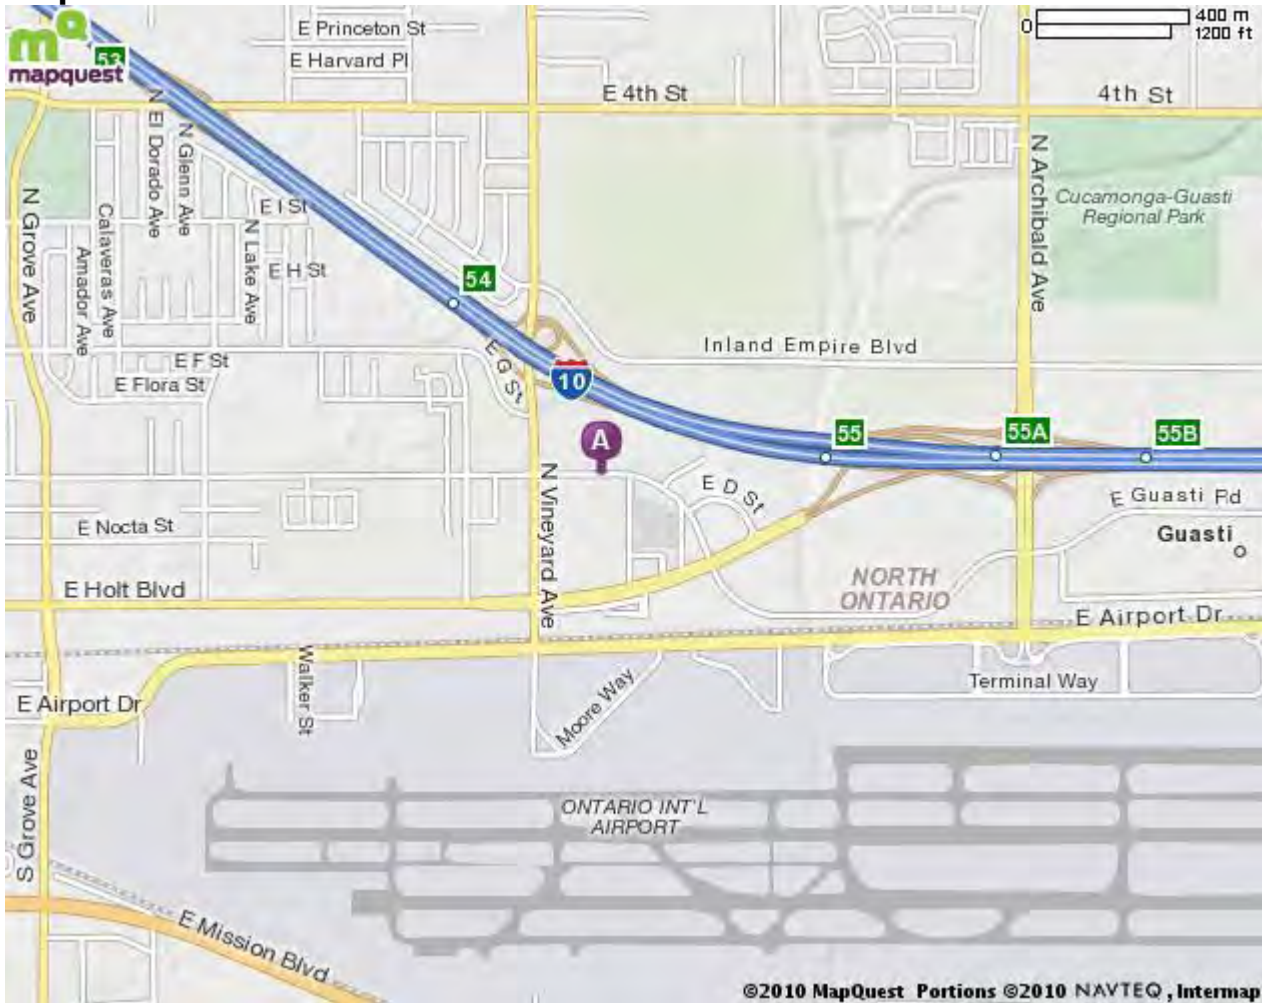 E Princeton St
E Harvard Pl
0
400 m
1200 ft
mQ
mapquest
53
E 4th St
4th St
N El Dorado Ave
N Glenn Ave
N Grove Ave
Calaveras Ave
Amador Ave
N Lake Ave
E I St
E H St
N Archibald Ave
Cucamonga-Guasti
Regional Park
54
E F St
E Flora St
E G St
10
Inland Empire Blvd
A
55
55A
55B
N Vineyard Ave
E D St
E Guasti Rd
Guasti
E Nocta St
E Holt Blvd
NORTH
ONTARIO
E Airport Dr
E Airport Dr
Walker St
Moore Way
Terminal Way
S Grove Ave
ONTARIO INT'L
AIRPORT
E Mission Blvd
©2010 MapQuest Portions ©2010 NAVTEQ, Intermap